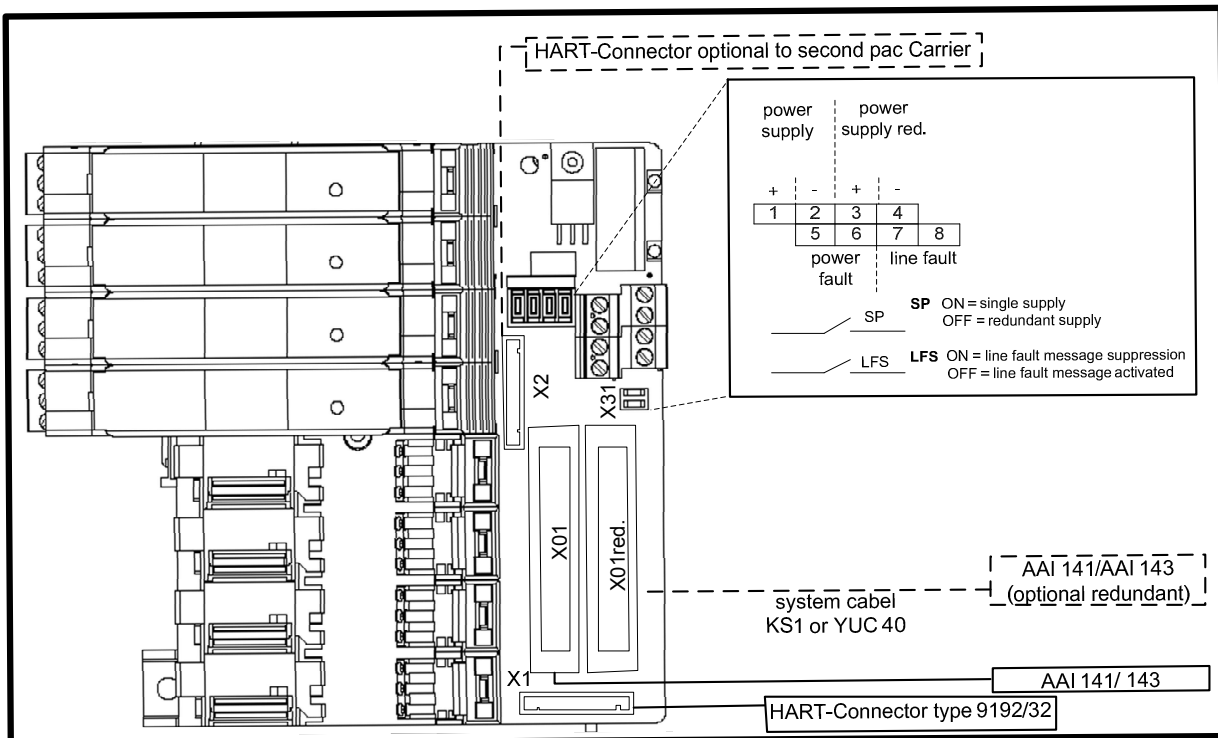 HART-Connector optional to second pac Carrier
power
supply
power
supply red.
+ - + -
1 2 3 4
5 6 7 8
power
fault
line fault
SP
SP ON = single supply
OFF = redundant supply
LFS
LFS ON = line fault message suppression
OFF = line fault message activated
X2
X31
X01
X01red.
AAI 141/AAI 143
(optional redundant)
system cabel
KS1 or YUC 40
X1
AAI 141/ 143
HART-Connector type 9192/32